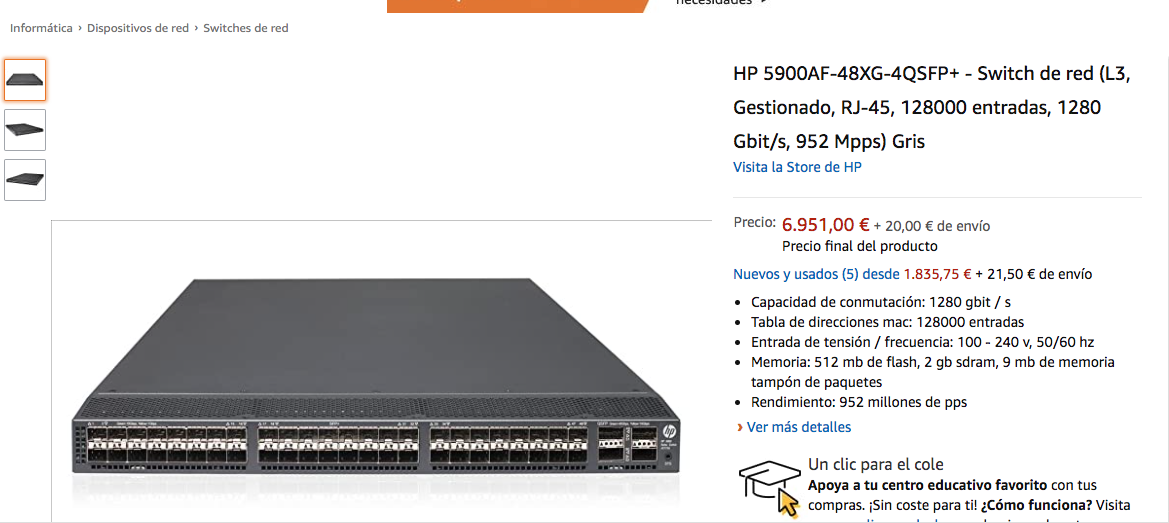 necesidades
Informática › Dispositivos de red › Switches de red
HP 5900AF-48XG-4QSFP+ - Switch de red (L3,
Gestionado, RJ-45, 128000 entradas, 1280
Gbit/s, 952 Mpps) Gris
Visita la Store de HP
Precio: 6.951,00 € + 20,00 € de envío
Precio final del producto
Nuevos y usados (5) desde 1.835,75 € + 21,50 € de envío
• Capacidad de conmutación: 1280 gbit / s
• Tabla de direcciones mac: 128000 entradas
• Entrada de tensión / frecuencia: 100 - 240 v, 50/60 hz
• Memoria: 512 mb de flash, 2 gb sdram, 9 mb de memoria
tampón de paquetes
• Rendimiento: 952 millones de pps
› Ver más detalles
hp
Un clic para el cole
Apoya a tu centro educativo favorito con tus
compras. ¡Sin coste para ti! ¿Cómo funciona? Visita